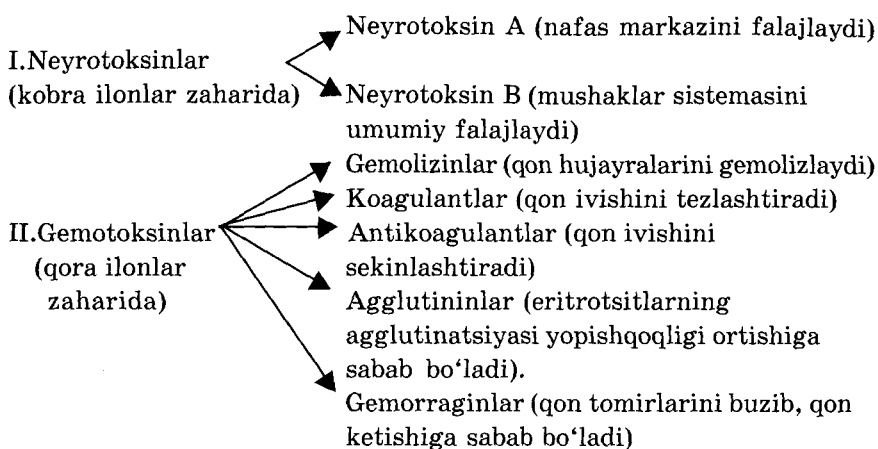 Neyrotoksin A (nafas markazini falajlaydi)
I.Neyrotoksinlar
(kobra ilonlar zaharida)
Neyrotoksin B (mushaklar sistemasini
umumiy falajlaydi)
Gemolizinlar (qon hujayralarini gemolizlaydi)
Koagulantlar (qon ivishini tezlashtiradi)
II.Gemotoksinlar
(qora ilonlar
zaharida)
Antikoagulantlar (qon ivishini
sekinlashtiradi)
Agglutininlar (eritrotsitlarning
agglutinatsiyasi yopishqoqligi ortishiga
sabab bo‘ladi).
Gemorraginlar (qon tomirlarini buzib, qon
ketishiga sabab bo‘ladi)